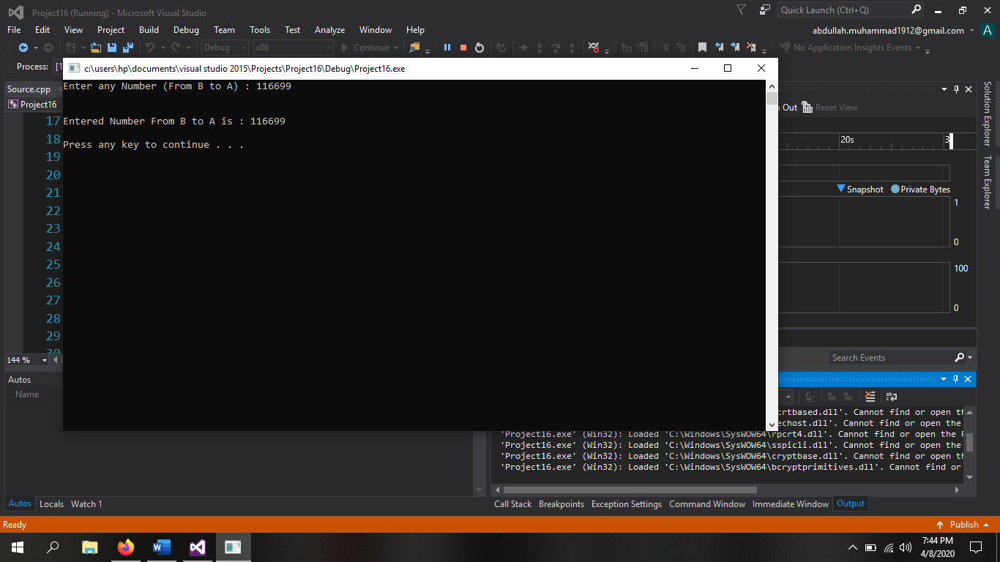 Project16 (Running) - Microsoft Visual Studio
Quick Launch (Ctrl+Q)
File Edit View Project Build Debug Team Tools Test Analyze Window Help
abdullah.muhammad1912@gmail.com A
Debug x86 Continue No Application Insights Events
Process: [1
c:\users\hp\documents\visual studio 2015\Projects\Project16\Debug\Project16.exe
Source.cpp
Project16
Enter any Number (From B to A) : 116699
Entered Number From B to A is : 116699
Press any key to continue . . .
17
18
19
20
21
22
23
24
25
26
27
28
29
30
144 %
Out Reset View
20s 3
Snapshot Private Bytes
1
0
100
0
Search Events
Solution Explorer
Team Explorer
Autos
Name
crtbased.dll'. Cannot find or open th
echost.dll'. Cannot find or open the
'Project16.exe' (Win32): Loaded 'C:\Windows\SysWOW64\rpcrt4.dll'. Cannot find or open the P
'Project16.exe' (Win32): Loaded 'C:\Windows\SysWOW64\sspicli.dll'. Cannot find or open the
'Project16.exe' (Win32): Loaded 'C:\Windows\SysWOW64\cryptbase.dll'. Cannot find or open th
'Project16.exe' (Win32): Loaded 'C:\Windows\SysWOW64\bcryptprimitives.dll'. Cannot find or
Autos Locals Watch 1
Call Stack Breakpoints Exception Settings Command Window Immediate Window Output
Ready
Publish
7:44 PM
4/8/2020